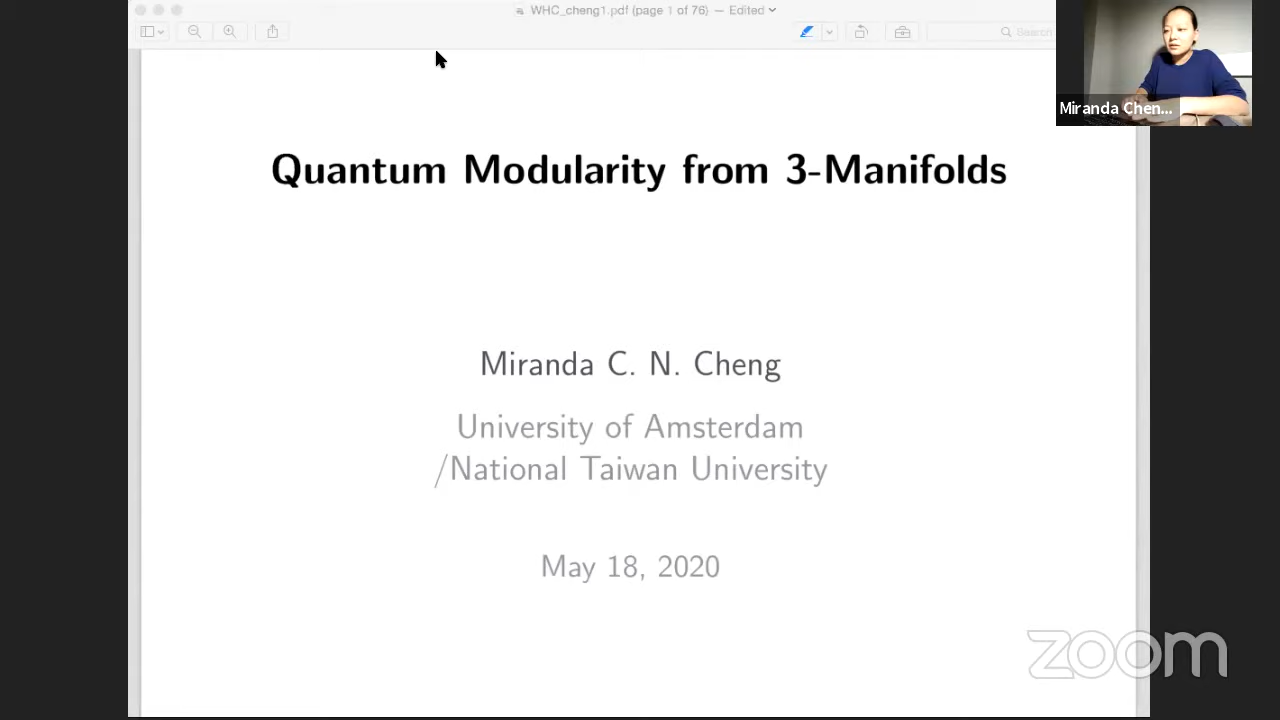 WHC_cheng1.pdf (page 1 of 76) — Edited
Search
Miranda Chen...
Quantum Modularity from 3-Manifolds
Miranda C. N. Cheng
University of Amsterdam
/National Taiwan University
May 18, 2020
zoom